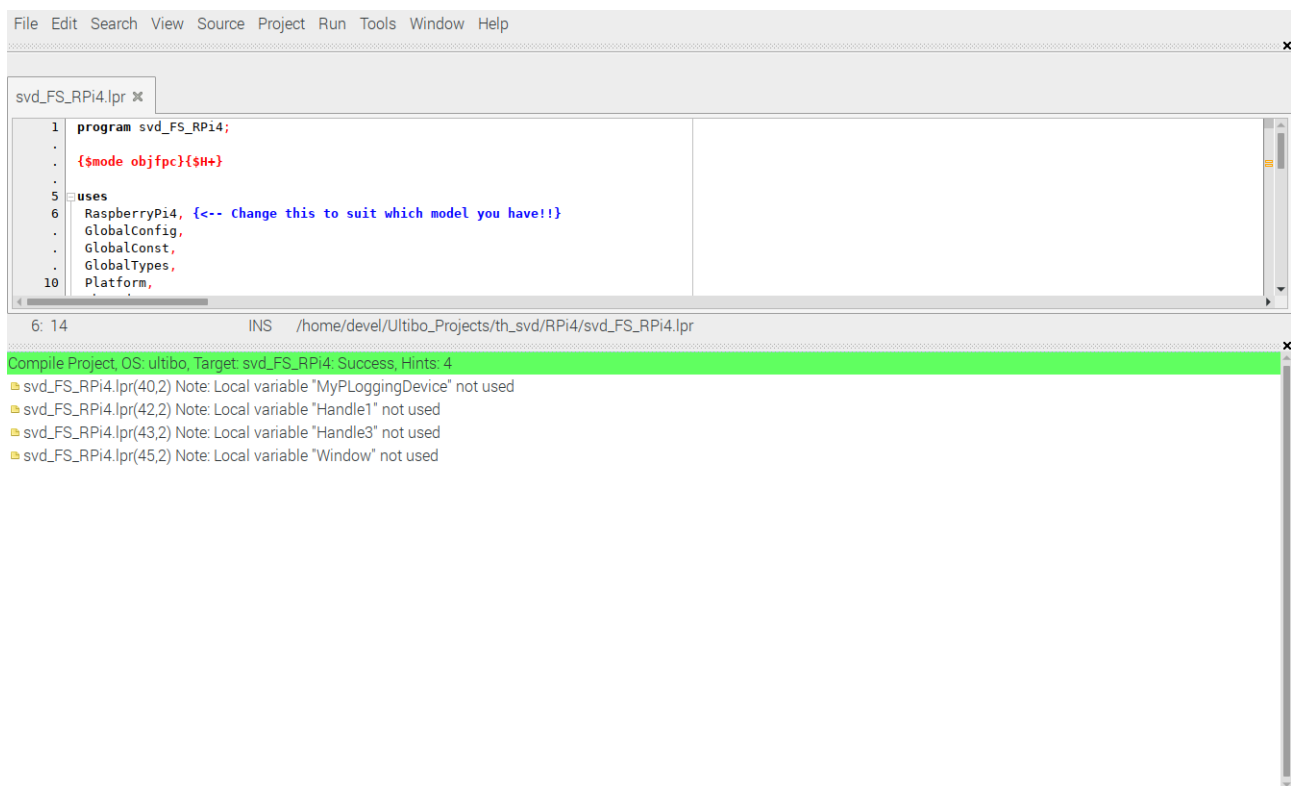 File Edit Search View Source Project Run Tools Window Help
svd_FS_RPi4.lpr
1 program svd_FS_RPi4;
.
. {$mode objfpc}{$H+}
.
5 uses
6 RaspberryPi4, {<-- Change this to suit which model you have!!}
. GlobalConfig,
. GlobalConst,
. GlobalTypes,
10 Platform,
6: 14 INS /home/devel/Ultibo_Projects/th_svd/RPi4/svd_FS_RPi4.lpr
Compile Project, OS: ultibo, Target: svd_FS_RPi4: Success, Hints: 4
svd_FS_RPi4.lpr(40,2) Note: Local variable "MyPLoggingDevice" not used
svd_FS_RPi4.lpr(42,2) Note: Local variable "Handle1" not used
svd_FS_RPi4.lpr(43,2) Note: Local variable "Handle3" not used
svd_FS_RPi4.lpr(45,2) Note: Local variable "Window" not used